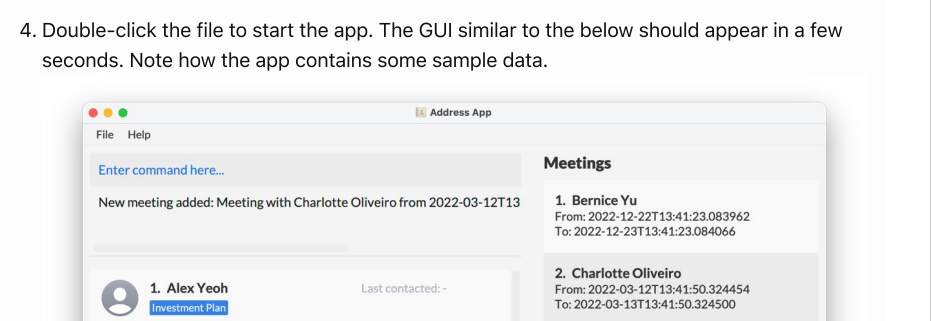 4. Double-click the file to start the app. The GUI similar to the below should appear in a few
seconds. Note how the app contains some sample data.
Address App
File Help
Enter command here...
New meeting added: Meeting with Charlotte Oliveiro from 2022-03-12T13
1. Alex Yeoh
Last contacted: -
Investment Plan
Meetings
1. Bernice Yu
From: 2022-12-22T13:41:23.083962
To: 2022-12-23T13:41:23.084066
2. Charlotte Oliveiro
From: 2022-03-12T13:41:50.324454
To: 2022-03-13T13:41:50.324500